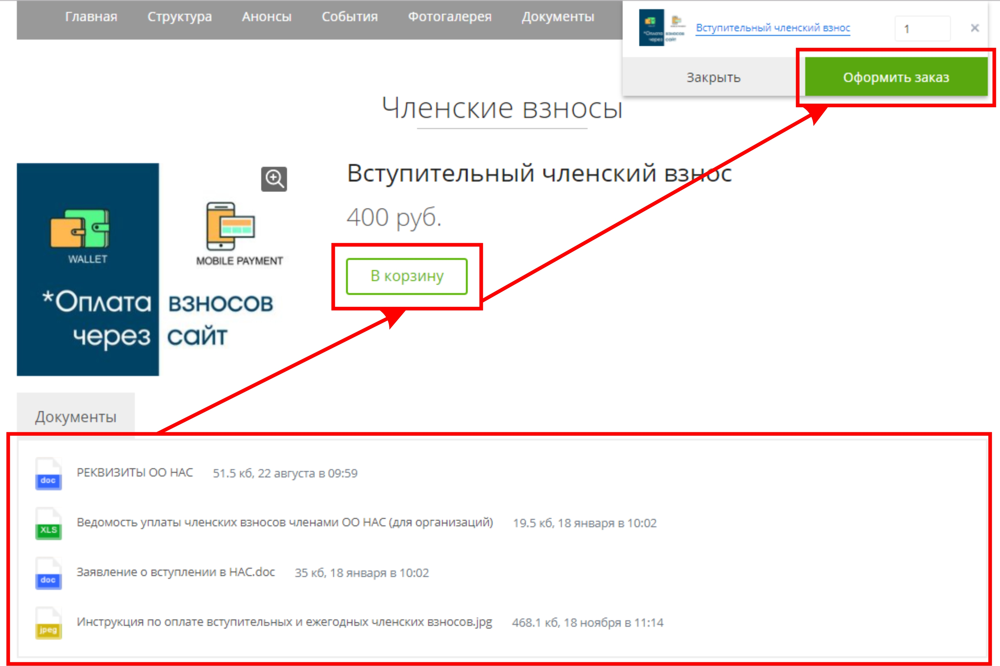 Главная Структура Анонсы События Фотогалерея Документы
*Оплата взносов
через сайт
Вступительный членский взнос 1 ×
Закрыть Оформить заказ
Членские взносы
Вступительный членский взнос
400 руб.
В корзину
WALLET
MOBILE PAYMENT
*Оплата взносов
через сайт
Документы
doc РЕКВИЗИТЫ ОО НАС 51.5 кб, 22 августа в 09:59
XLS Ведомость уплаты членских взносов членами ОО НАС (для организаций) 19.5 кб, 18 января в 10:02
doc Заявление о вступлении в НАС.doc 35 кб, 18 января в 10:02
jpeg Инструкция по оплате вступительных и ежегодных членских взносов.jpg 468.1 кб, 18 ноября в 11:14